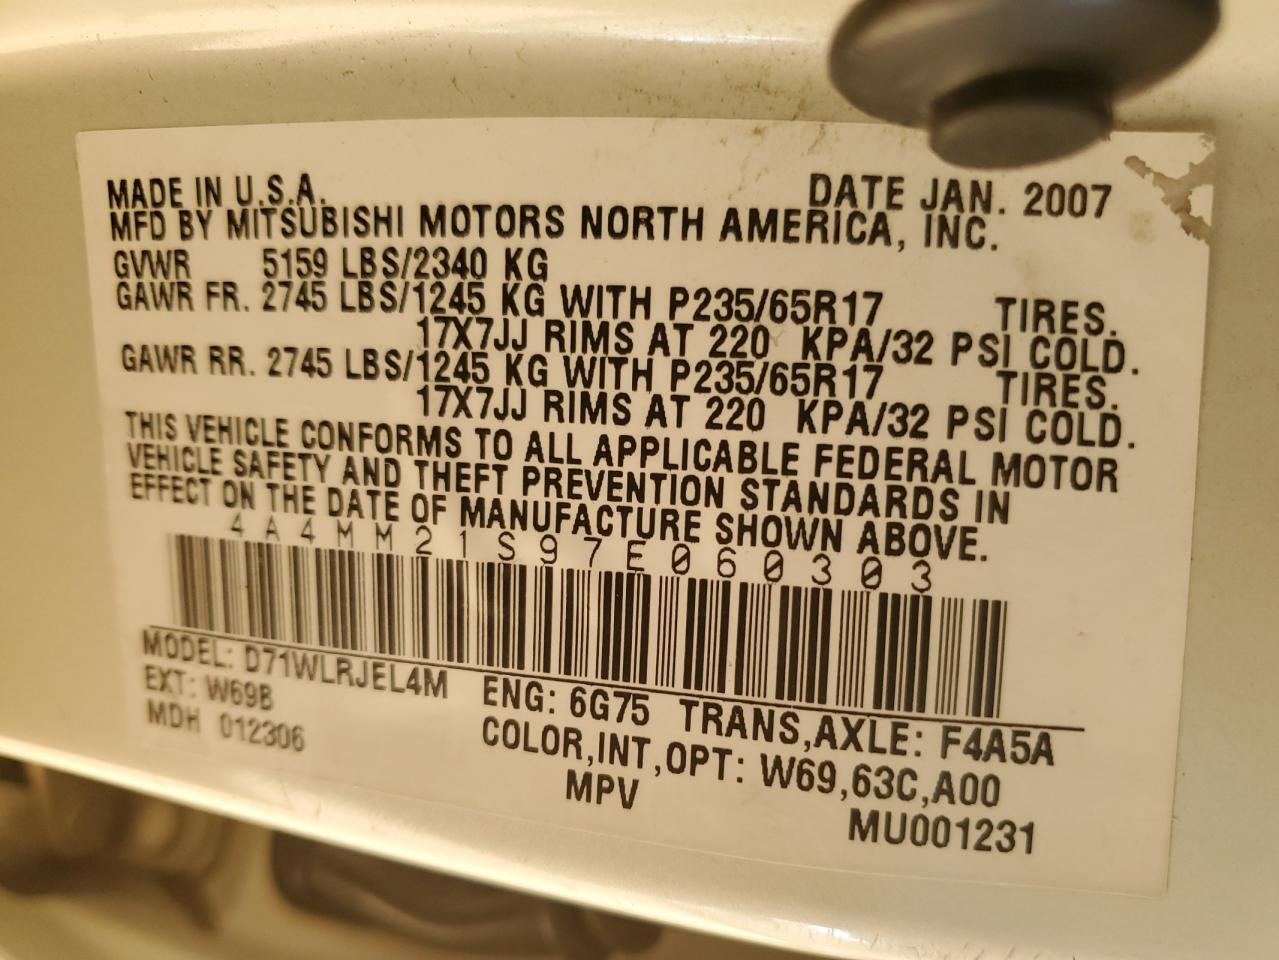 MADE IN U.S.A. DATE JAN. 2007
MFD BY MITSUBISHI MOTORS NORTH AMERICA, INC.
GVWR 5159 LBS/2340 KG
GAWR FR. 2745 LBS/1245 KG WITH P235/65R17 TIRES.
17X7JJ RIMS AT 220 KPA/32 PSI COLD.
GAWR RR. 2745 LBS/1245 KG WITH P235/65R17 TIRES.
17X7JJ RIMS AT 220 KPA/32 PSI COLD.
THIS VEHICLE CONFORMS TO ALL APPLICABLE FEDERAL MOTOR
VEHICLE SAFETY AND THEFT PREVENTION STANDARDS IN
EFFECT ON THE DATE OF MANUFACTURE SHOWN ABOVE.
4A4MM21S97E060303
MODEL: D71WLRJEL4M ENG: 6G75 TRANS,AXLE: F4A5A
EXT: W69B COLOR,INT,OPT: W69,63C,A00
MDH 012306 MPV MU001231